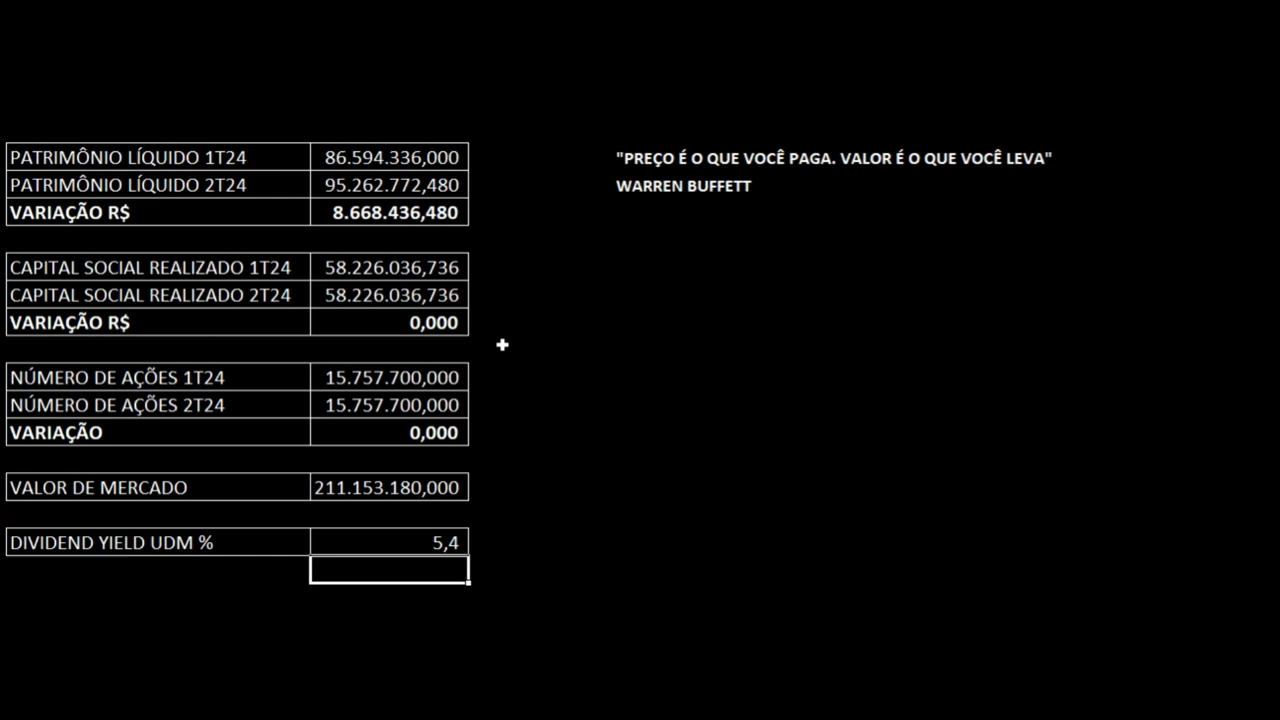 PATRIMÔNIO LÍQUIDO 1T24 86.594.336,000
PATRIMÔNIO LÍQUIDO 2T24 95.262.772,480
VARIAÇÃO R$ 8.668.436,480
CAPITAL SOCIAL REALIZADO 1T24 58.226.036,736
CAPITAL SOCIAL REALIZADO 2T24 58.226.036,736
VARIAÇÃO R$ 0,000
NÚMERO DE AÇÕES 1T24 15.757.700,000
NÚMERO DE AÇÕES 2T24 15.757.700,000
VARIAÇÃO 0,000
VALOR DE MERCADO 211.153.180,000
DIVIDEND YIELD UDM % 5,4
"PREÇO É O QUE VOCÊ PAGA. VALOR É O QUE VOCÊ LEVA"
WARREN BUFFETT